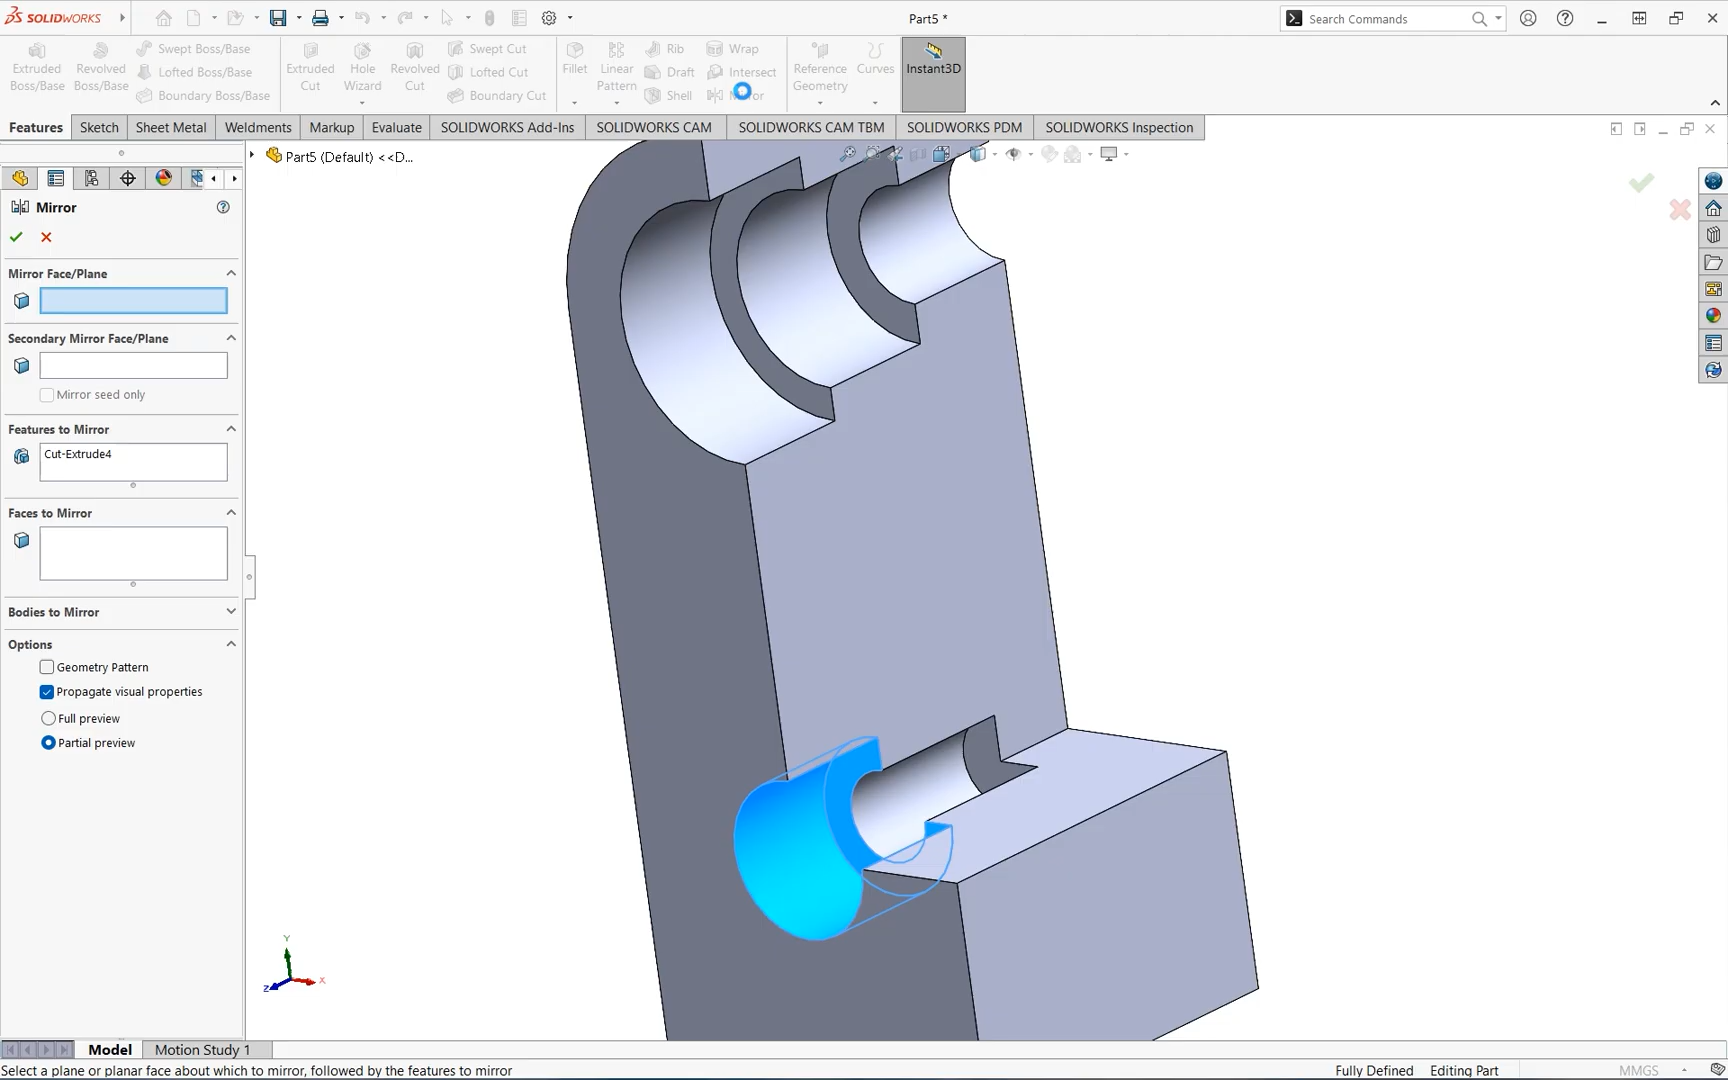 SOLIDWORKS
Part5 *
Search Commands
Extruded Boss/Base
Revolved Boss/Base
Swept Boss/Base
Lofted Boss/Base
Boundary Boss/Base
Extruded Cut
Hole Wizard
Revolved Cut
Swept Cut
Lofted Cut
Boundary Cut
Fillet
Linear Pattern
Rib
Draft
Shell
Wrap
Intersect
Reference Geometry
Curves
Instant3D
Features
Sketch
Sheet Metal
Weldments
Markup
Evaluate
SOLIDWORKS Add-Ins
SOLIDWORKS CAM
SOLIDWORKS CAM TBM
SOLIDWORKS PDM
SOLIDWORKS Inspection
Part5 (Default) <<D...
Mirror
Mirror Face/Plane
Secondary Mirror Face/Plane
Mirror seed only
Features to Mirror
Cut-Extrude4
Faces to Mirror
Bodies to Mirror
Options
Geometry Pattern
Propagate visual properties
Full preview
Partial preview
Y
X
Z
Model
Motion Study 1
Select a plane or planar face about which to mirror, followed by the features to mirror
Fully Defined
Editing Part
MMGS